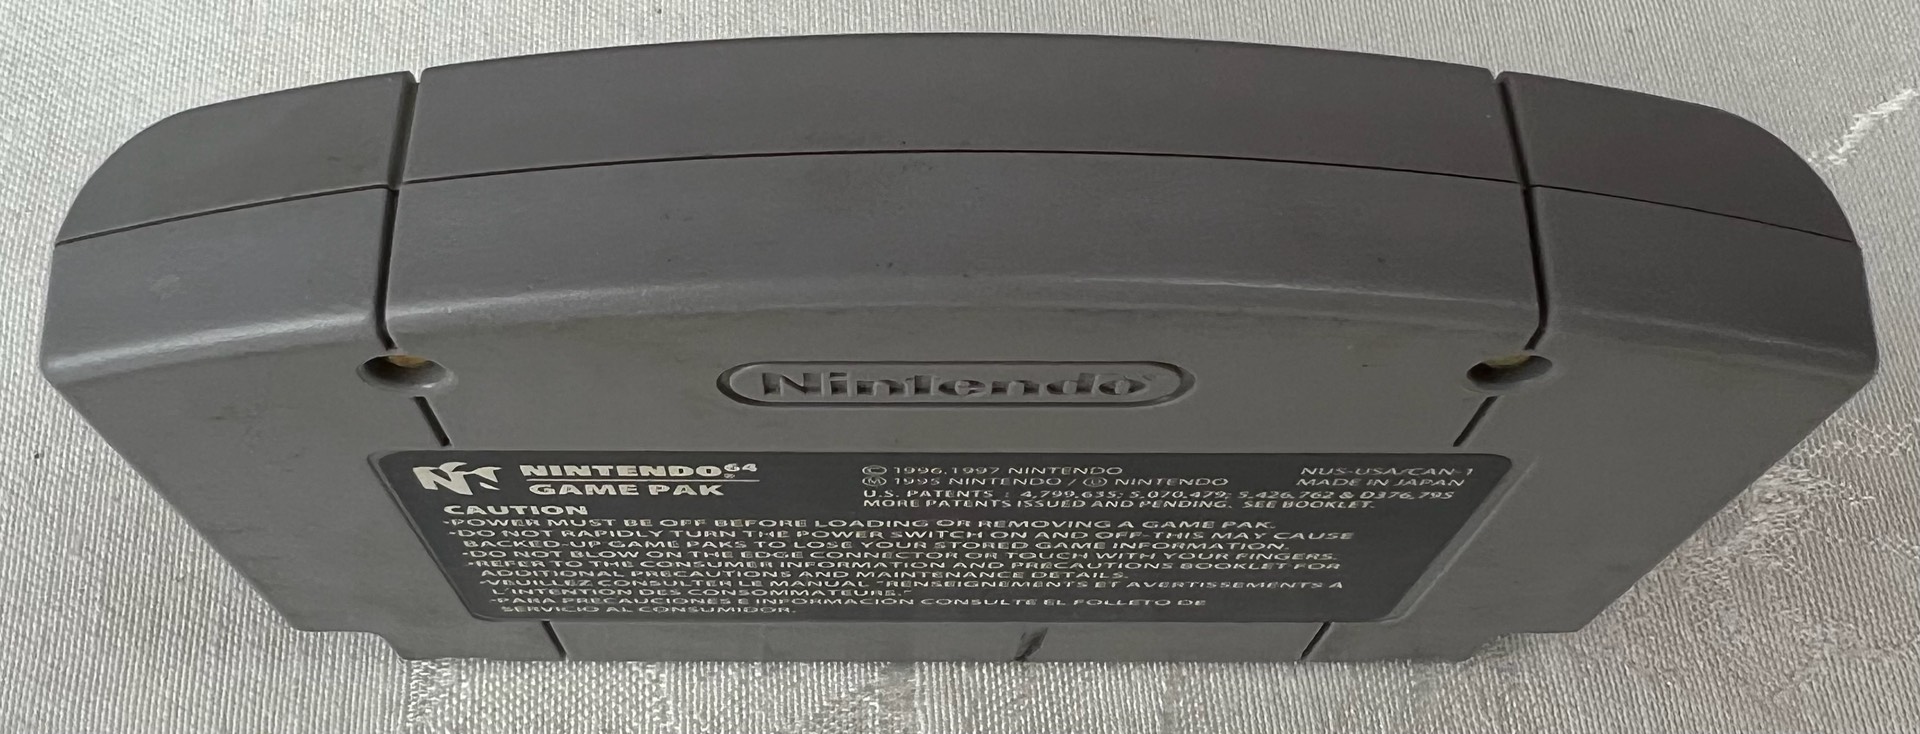 Nintendo
NINTENDO 64
GAME PAK
© 1996,1997 NINTENDO
Ⓜ 1995 NINTENDO / Ⓤ NINTENDO
U.S. PATENTS : 4,799,635; 5,070,479; 5,426,762 & D376,795
MORE PATENTS ISSUED AND PENDING. SEE BOOKLET.
NUS-USA/CAN-1
MADE IN JAPAN
CAUTION
·POWER MUST BE OFF BEFORE LOADING OR REMOVING A GAME PAK.
·DO NOT RAPIDLY TURN THE POWER SWITCH ON AND OFF-THIS MAY CAUSE
BACKED-UP GAME PAKS TO LOSE YOUR STORED GAME INFORMATION.
·DO NOT BLOW ON THE EDGE CONNECTOR OR TOUCH WITH YOUR FINGERS.
·REFER TO THE CONSUMER INFORMATION AND PRECAUTIONS BOOKLET FOR
ADDITIONAL PRECAUTIONS AND MAINTENANCE DETAILS.
·VEUILLEZ CONSULTER LE MANUAL "RENSEIGNEMENTS ET AVERTISSEMENTS A
L'INTENTION DES CONSOMMATEURS."
·PARA PRECAUCIONES E INFORMACIÓN CONSULTE EL FOLLETO DE
SERVICIO AL CONSUMIDOR.